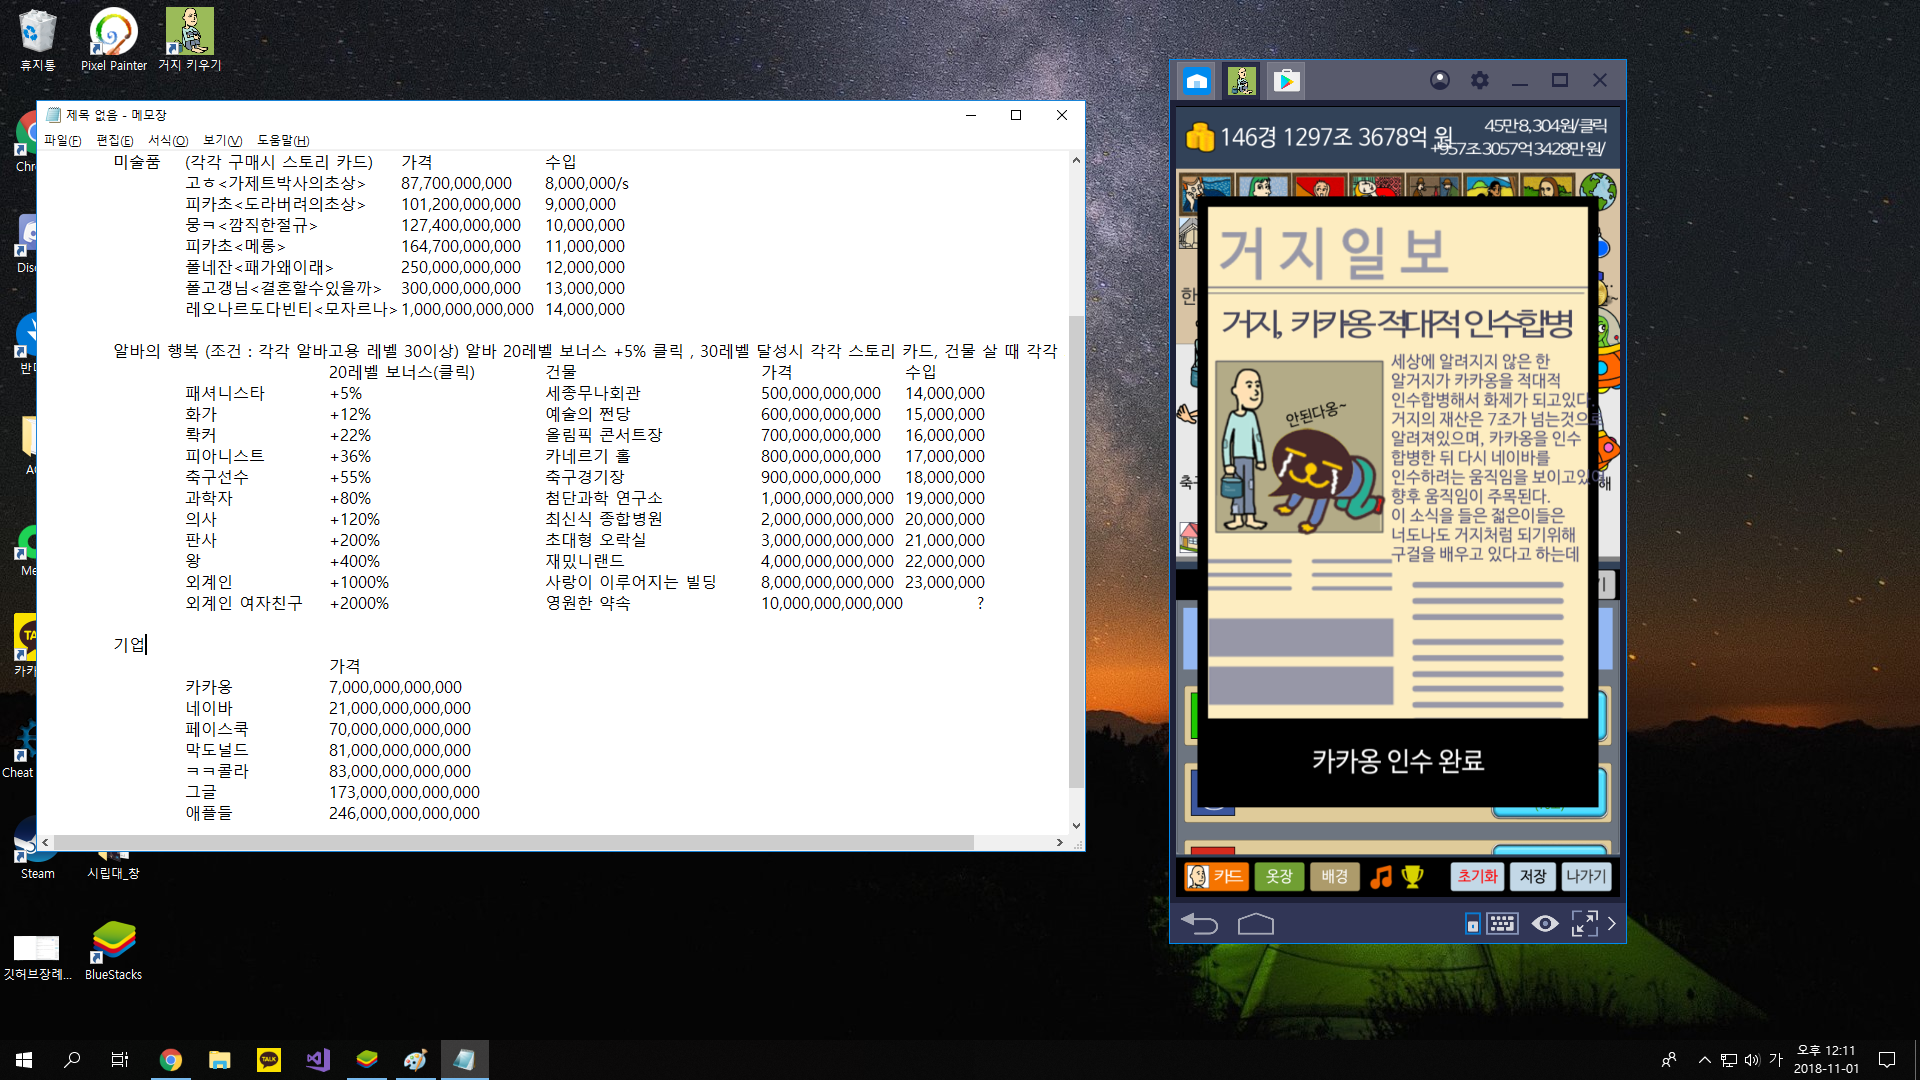 휴지통
Pixel Painter
거지 키우기
제목 없음 - 메모장
파일(F) 편집(E) 서식(O) 보기(V) 도움말(H)
미술품 (각각 구매시 스토리 카드) 가격 수입
고ㅎ<가제트박사의초상> 87,700,000,000 8,000,000/s
피카초<도라버려의초상> 101,200,000,000 9,000,000
뭉ㅋ<깜직한절규> 127,400,000,000 10,000,000
피카초<메롱> 164,700,000,000 11,000,000
폴네잔<패가왜이래> 250,000,000,000 12,000,000
폴고갱님<결혼할수있을까> 300,000,000,000 13,000,000
레오나르도다빈티<모자르나> 1,000,000,000,000 14,000,000
알바의 행복 (조건 : 각각 알바고용 레벨 30이상) 알바 20레벨 보너스 +5% 클릭 , 30레벨 달성시 각각 스토리 카드, 건물 살 때 각각
20레벨 보너스(클릭) 건물 가격 수입
패셔니스타 +5% 세종무나회관 500,000,000,000 14,000,000
화가 +12% 예술의 쩐당 600,000,000,000 15,000,000
롹커 +22% 올림픽 콘서트장 700,000,000,000 16,000,000
피아니스트 +36% 카네르기 홀 800,000,000,000 17,000,000
축구선수 +55% 축구경기장 900,000,000,000 18,000,000
과학자 +80% 첨단과학 연구소 1,000,000,000,000 19,000,000
의사 +120% 최신식 종합병원 2,000,000,000,000 20,000,000
판사 +200% 초대형 오락실 3,000,000,000,000 21,000,000
왕 +400% 재밌니랜드 4,000,000,000,000 22,000,000
외계인 +1000% 사랑이 이루어지는 빌딩 8,000,000,000,000 23,000,000
외계인 여자친구 +2000% 영원한 약속 10,000,000,000,000 ?
기업
가격
카카옹 7,000,000,000,000
네이바 21,000,000,000,000
페이스쿡 70,000,000,000,000
막도널드 81,000,000,000,000
ㅋㅋ콜라 83,000,000,000,000
그글 173,000,000,000,000
애플들 246,000,000,000,000
Chr
Disc
반디
AC
Me
TA
카카
Cheat
Steam
시립대_창
깃허브장례...
BlueStacks
146경 1297조 3678억 원
45만8,304원/클릭
+957조3057억3428만원/
한
축구
해
거지일보
거지, 카카옹 적대적 인수합병
안된다옹~
세상에 알려지지 않은 한
알거지가 카카옹을 적대적
인수합병해서 화제가 되고있다.
거지의 재산은 7조가 넘는것으로
알려져있으며, 카카옹을 인수
합병한 뒤 다시 네이바를
인수하려는 움직임을 보이고있어
향후 움직임이 주목된다.
이 소식을 들은 젊은이들은
너도나도 거지처럼 되기위해
구걸을 배우고 있다고 하는데
카카옹 인수 완료
카드 옷장 배경 초기화 저장 나가기
TALK
가
오후 12:11
2018-11-01